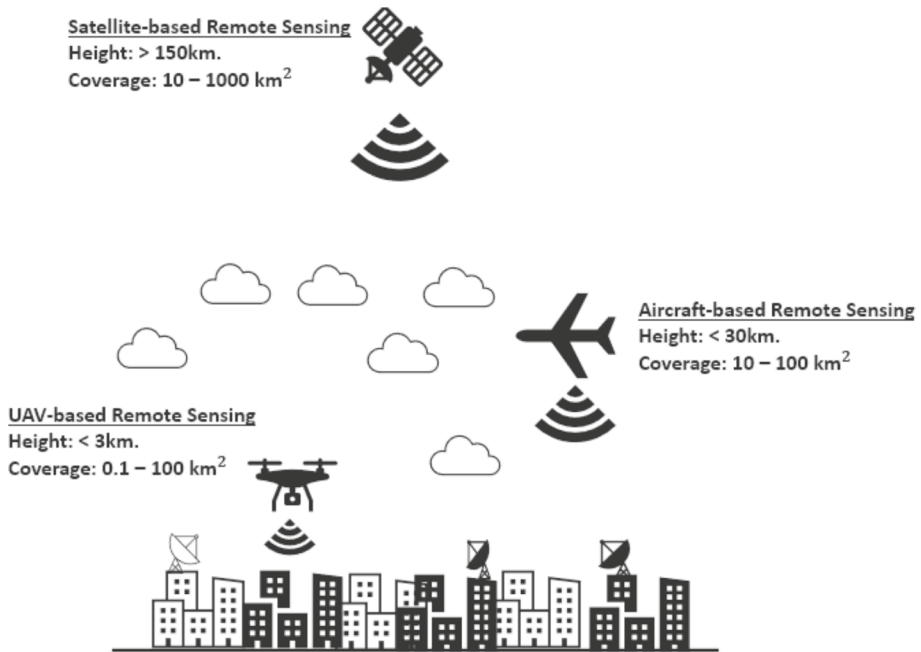 Satellite-based Remote Sensing
Height: > 150km.
Coverage: 10 – 1000 km²
Aircraft-based Remote Sensing
Height: < 30km.
Coverage: 10 – 100 km²
UAV-based Remote Sensing
Height: < 3km.
Coverage: 0.1 – 100 km²